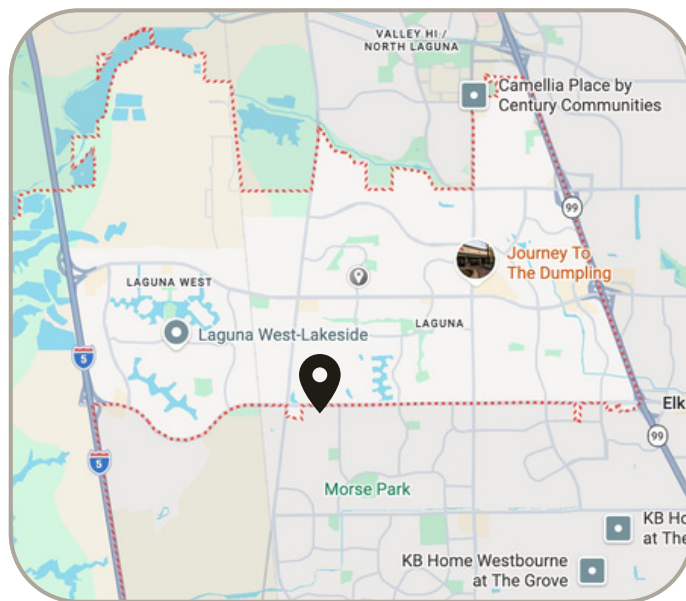 VALLEY HI /
NORTH LAGUNA
Camellia Place by
Century Communities
99
Journey To
The Dumpling
LAGUNA WEST
LAGUNA
Laguna West-Lakeside
5
Elk
99
5
Morse Park
KB Ho
at The
KB Home Westbourne
at The Grove